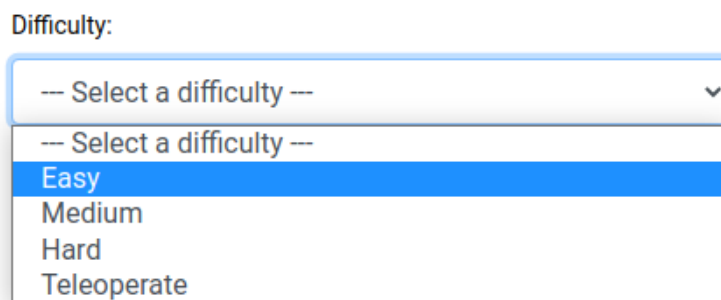 Difficulty:
--- Select a difficulty ---
--- Select a difficulty ---
Easy
Medium
Hard
Teleoperate